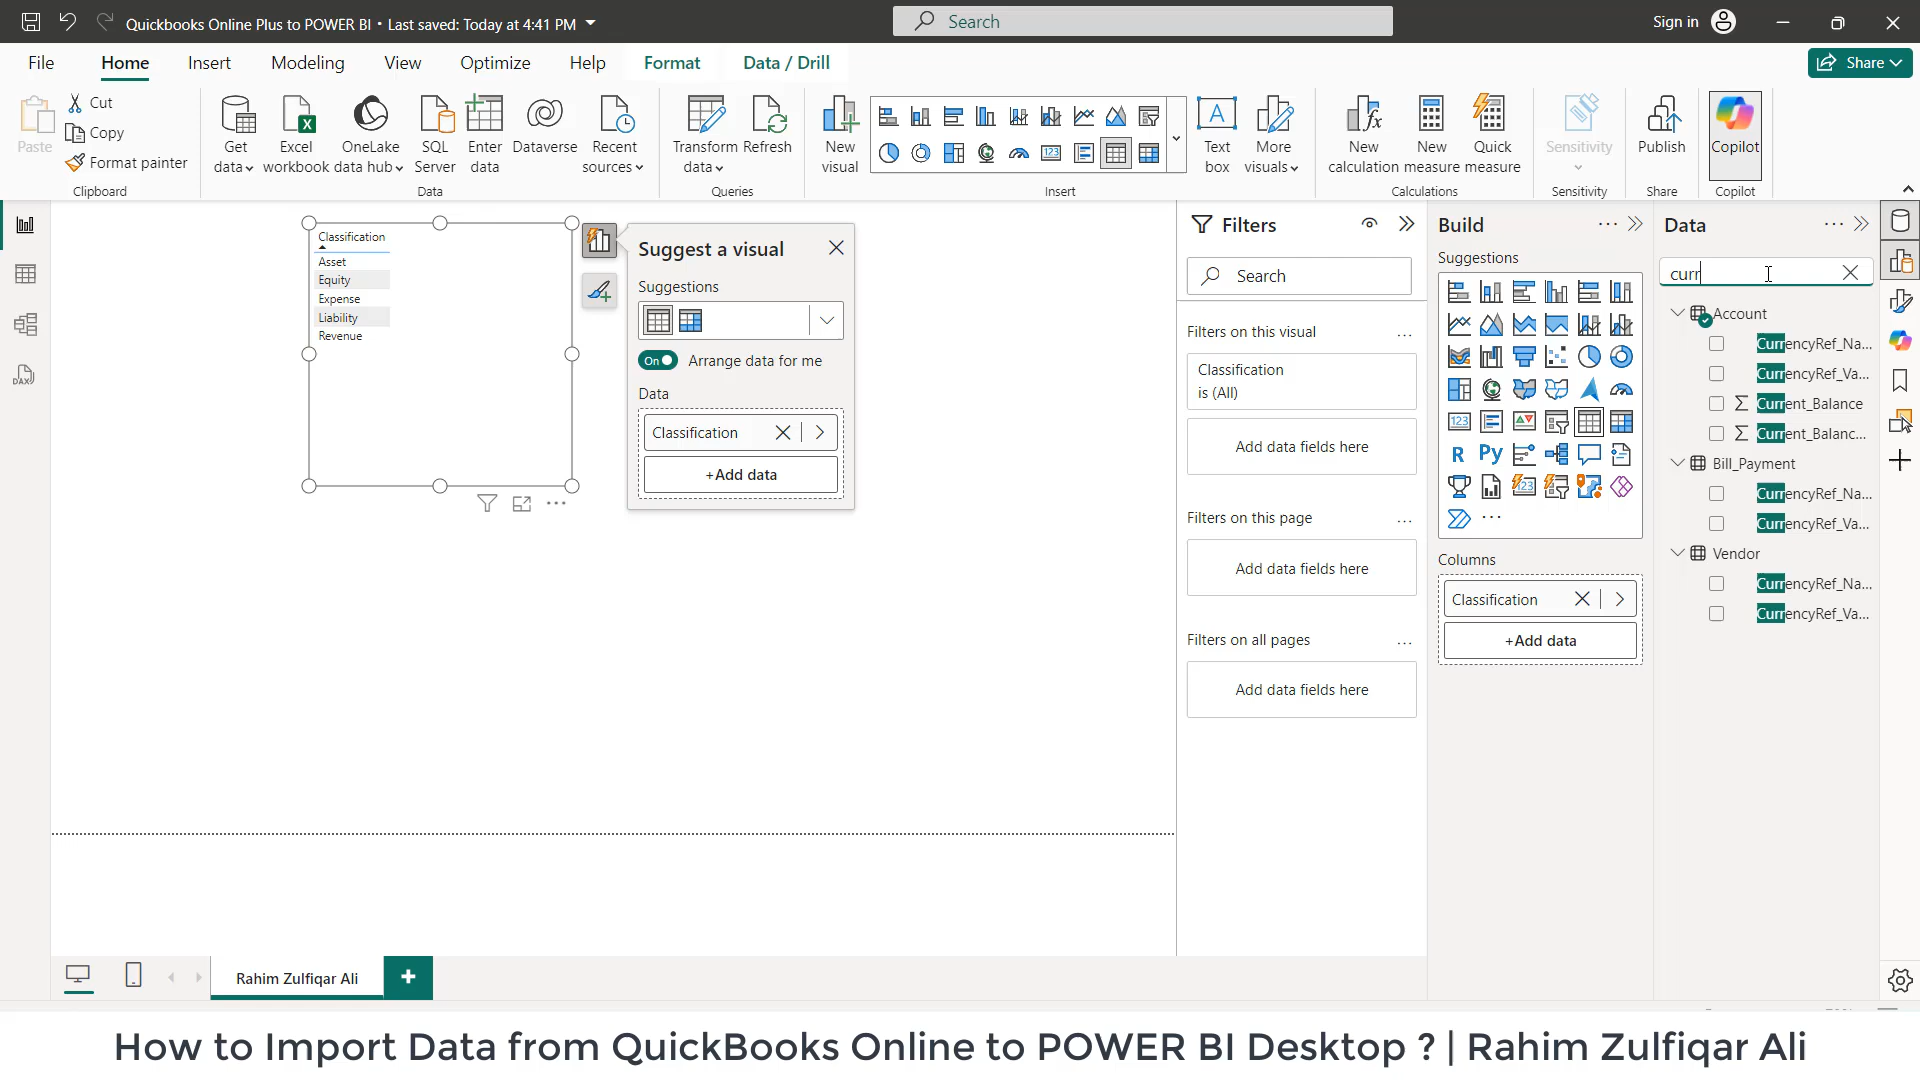 Quickbooks Online Plus to POWER BI • Last saved: Today at 4:41 PM
Search
Sign in
File
Home
Insert
Modeling
View
Optimize
Help
Format
Data / Drill
Share
Paste
Cut
Copy
Format painter
Clipboard
Get data
Excel workbook
OneLake data hub
SQL Server
Enter data
Dataverse
Recent sources
Data
Transform data
Refresh
Queries
New visual
Text box
More visuals
Insert
New calculation
New measure
Quick measure
Calculations
Sensitivity
Sensitivity
Publish
Share
Copilot
Copilot
Classification
Asset
Equity
Expense
Liability
Revenue
Suggest a visual
Suggestions
On
Arrange data for me
Data
Classification
+Add data
Filters
Search
Filters on this visual
...
Classification
is (All)
Add data fields here
Filters on this page
...
Add data fields here
Filters on all pages
...
Add data fields here
Build
Suggestions
R
Py
123
Columns
Classification
+Add data
Data
curr
Account
CurrencyRef_Na...
CurrencyRef_Va...
Current_Balance
Current_Balanc...
Bill_Payment
CurrencyRef_Na...
CurrencyRef_Va...
Vendor
CurrencyRef_Na...
CurrencyRef_Va...
DAX
Rahim Zulfiqar Ali
How to Import Data from QuickBooks Online to POWER BI Desktop ? | Rahim Zulfiqar Ali